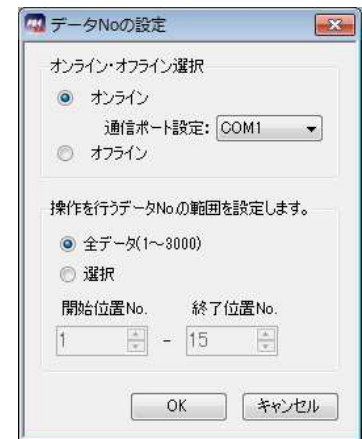 データNoの設定
オンライン・オフライン選択
オンライン
通信ポート設定: COM1
オフライン
操作を行うデータNo.の範囲を設定します。
全データ(1～3000)
選択
開始位置No. 終了位置No.
1 - 15
OK キャンセル